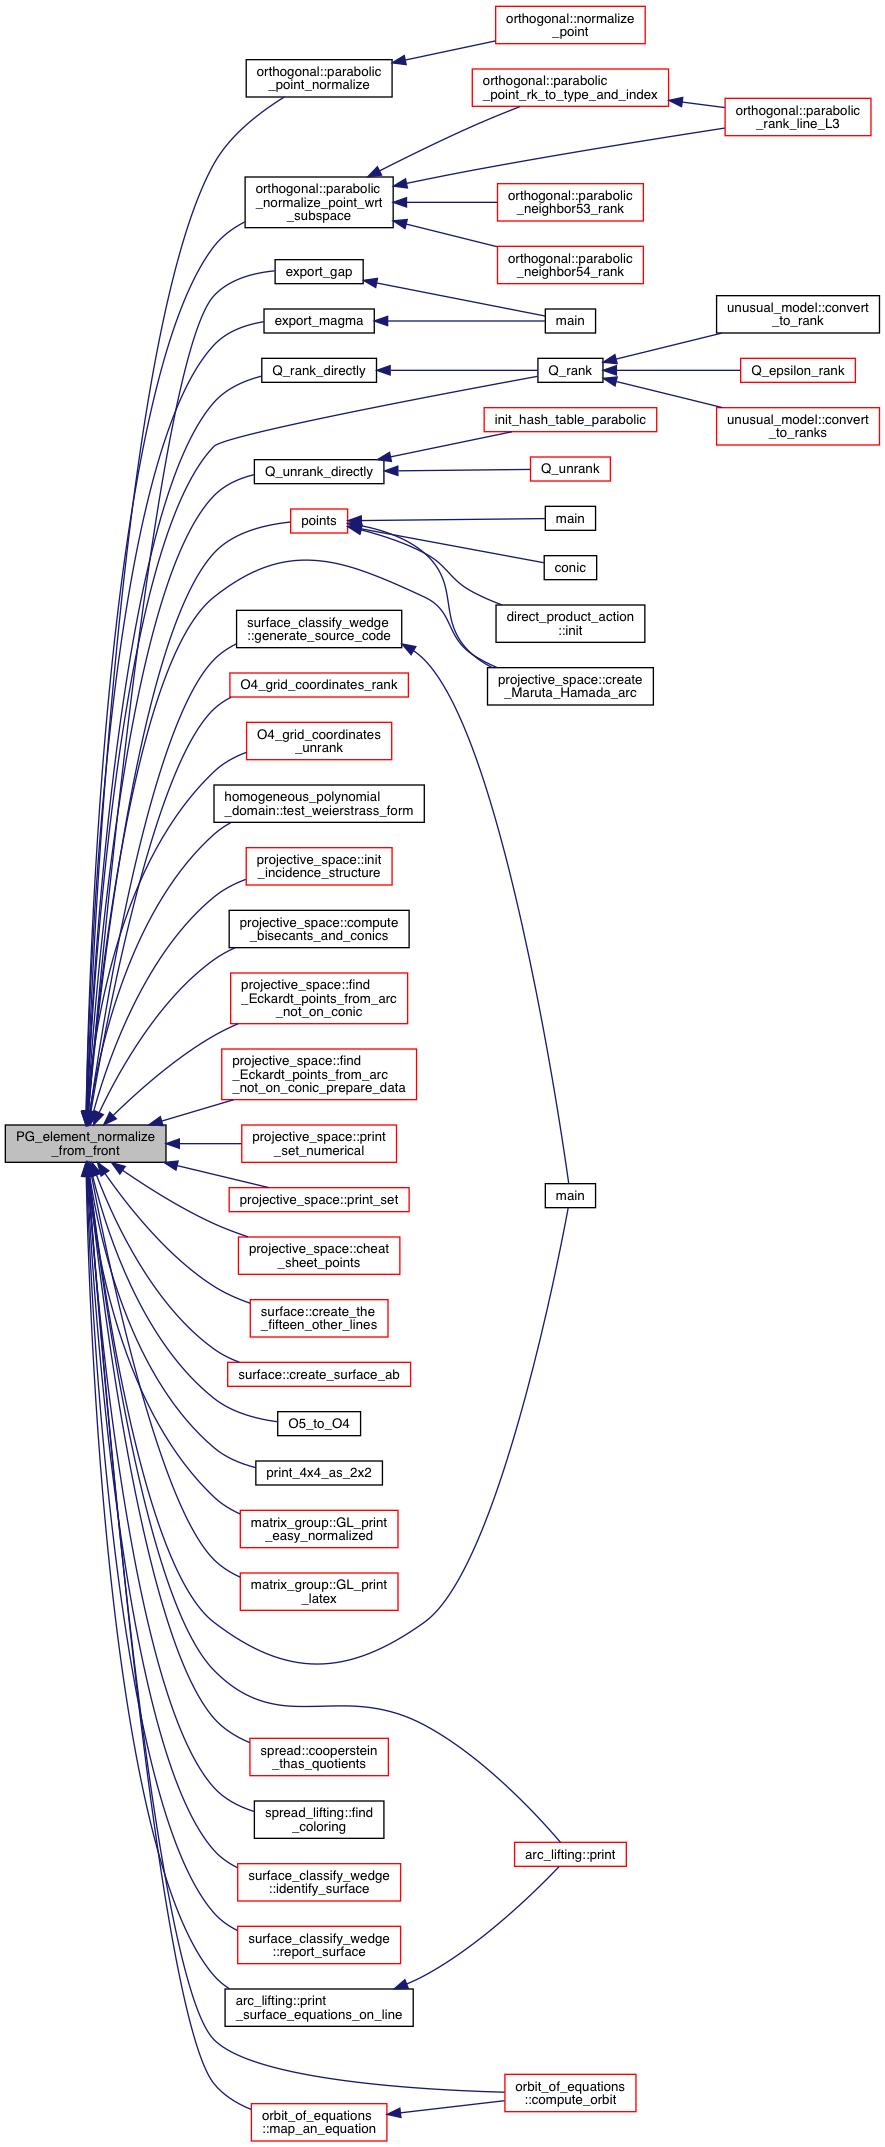 orthogonal::normalize
_point
orthogonal::parabolic
_point_normalize
orthogonal::parabolic
_point_rk_to_type_and_index
orthogonal::parabolic
_rank_line_L3
orthogonal::parabolic
_normalize_point_wrt
_subspace
orthogonal::parabolic
_neighbor53_rank
orthogonal::parabolic
_neighbor54_rank
export_gap
export_magma
main
unusual_model::convert
_to_rank
Q_rank_directly
Q_rank
Q_epsilon_rank
unusual_model::convert
_to_ranks
init_hash_table_parabolic
Q_unrank_directly
Q_unrank
points
main
conic
direct_product_action
::init
surface_classify_wedge
::generate_source_code
projective_space::create
_Maruta_Hamada_arc
O4_grid_coordinates_rank
O4_grid_coordinates
_unrank
homogeneous_polynomial
_domain::test_weierstrass_form
projective_space::init
_incidence_structure
projective_space::compute
_bisecants_and_conics
projective_space::find
_Eckardt_points_from_arc
_not_on_conic
projective_space::find
_Eckardt_points_from_arc
_not_on_conic_prepare_data
PG_element_normalize
_from_front
projective_space::print
_set_numerical
projective_space::print_set
main
projective_space::cheat
_sheet_points
surface::create_the
_fifteen_other_lines
surface::create_surface_ab
O5_to_O4
print_4x4_as_2x2
matrix_group::GL_print
_easy_normalized
matrix_group::GL_print
_latex
spread::cooperstein
_thas_quotients
spread_lifting::find
_coloring
arc_lifting::print
surface_classify_wedge
::identify_surface
surface_classify_wedge
::report_surface
arc_lifting::print
_surface_equations_on_line
orbit_of_equations
::compute_orbit
orbit_of_equations
::map_an_equation